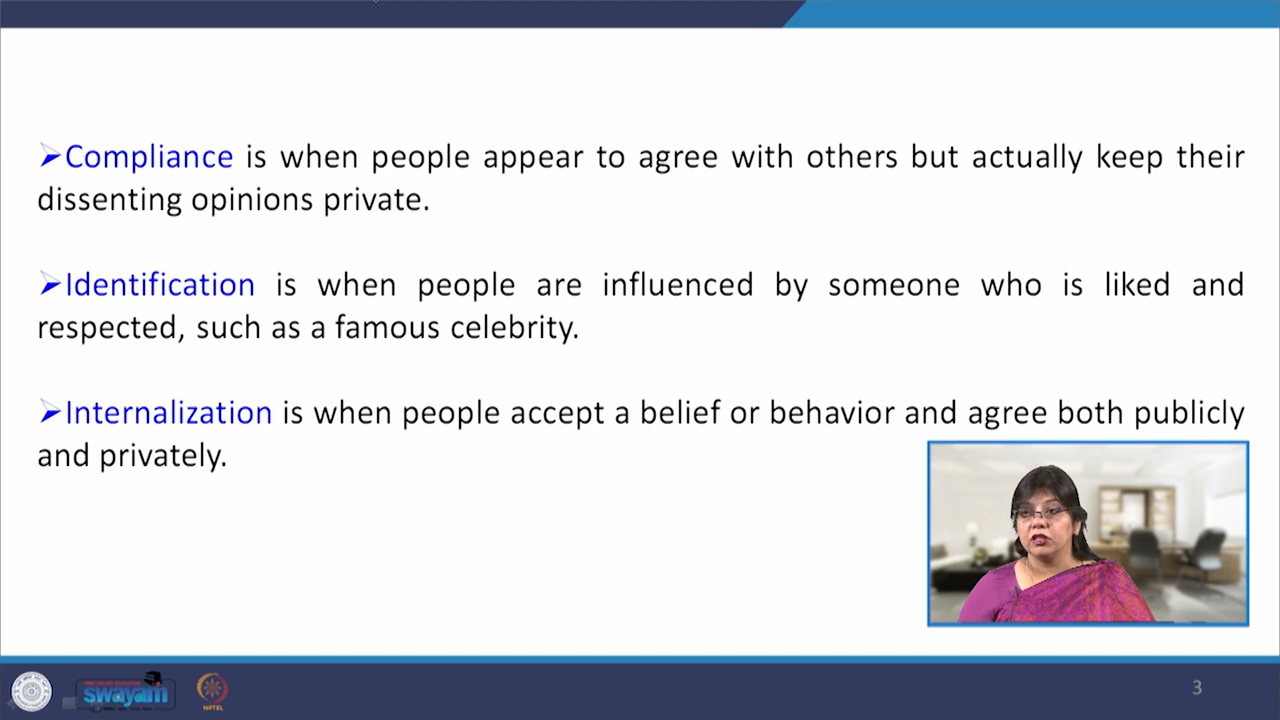 ➢Compliance is when people appear to agree with others but actually keep their
dissenting opinions private.
➢Identification is when people are influenced by someone who is liked and
respected, such as a famous celebrity.
➢Internalization is when people accept a belief or behavior and agree both publicly
and privately.
swayam
NPTEL
3